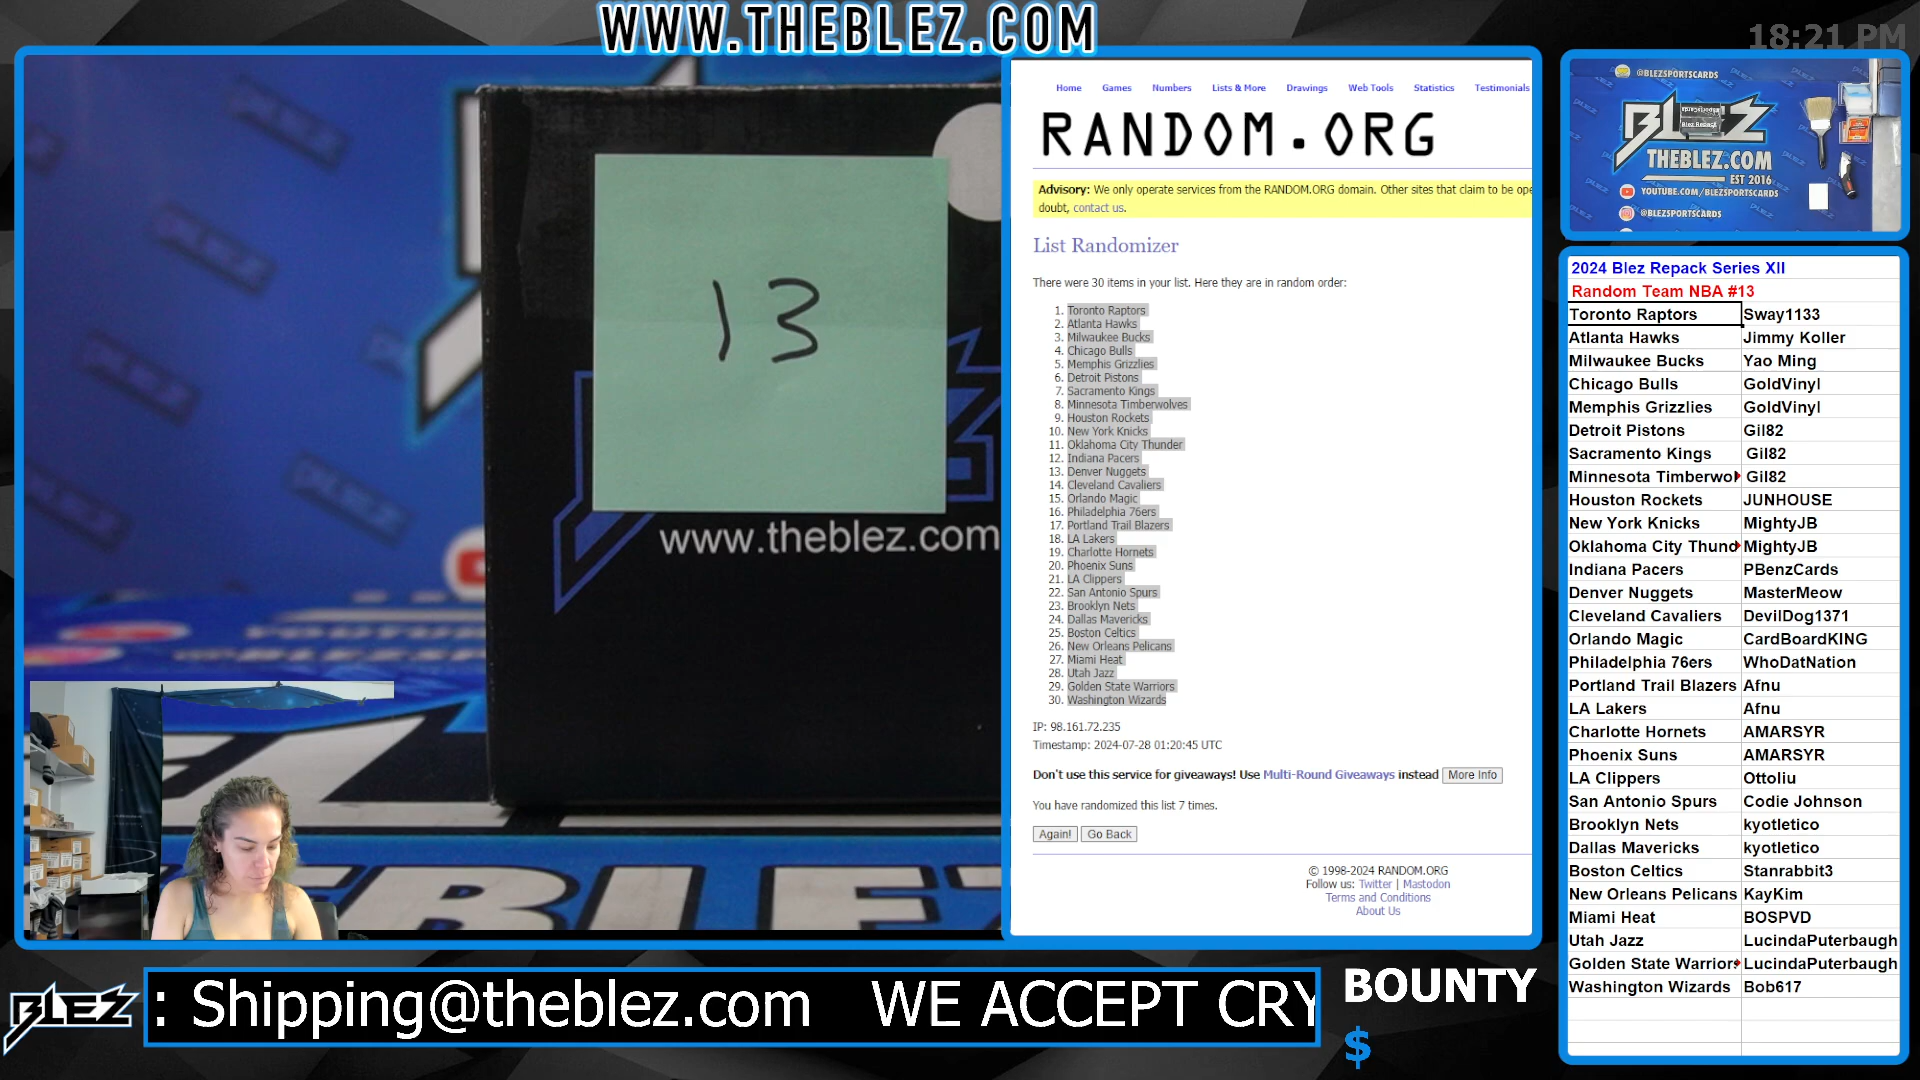 WWW.THEBLEZ.COM
18:21 PM
13
www.theblez.com
Home Games Numbers Lists & More Drawings Web Tools Statistics Testimonials
RANDOM.ORG
Advisory: We only operate services from the RANDOM.ORG domain. Other sites that claim to be ope
doubt, contact us.
List Randomizer
There were 30 items in your list. Here they are in random order:
1. Toronto Raptors
2. Atlanta Hawks
3. Milwaukee Bucks
4. Chicago Bulls
5. Memphis Grizzlies
6. Detroit Pistons
7. Sacramento Kings
8. Minnesota Timberwolves
9. Houston Rockets
10. New York Knicks
11. Oklahoma City Thunder
12. Indiana Pacers
13. Denver Nuggets
14. Cleveland Cavaliers
15. Orlando Magic
16. Philadelphia 76ers
17. Portland Trail Blazers
18. LA Lakers
19. Charlotte Hornets
20. Phoenix Suns
21. LA Clippers
22. San Antonio Spurs
23. Brooklyn Nets
24. Dallas Mavericks
25. Boston Celtics
26. New Orleans Pelicans
27. Miami Heat
28. Utah Jazz
29. Golden State Warriors
30. Washington Wizards
IP: 98.161.72.235
Timestamp: 2024-07-28 01:20:45 UTC
Don't use this service for giveaways! Use Multi-Round Giveaways instead More Info
You have randomized this list 7 times.
Again! Go Back
© 1998-2024 RANDOM.ORG
Follow us: Twitter | Mastodon
Terms and Conditions
About Us
@BLEZSPORTSCARDS
BLEZ
THEBLEZ.COM
EST 2016
YOUTUBE.COM/BLEZSPORTSCARDS
@BLEZSPORTSCARDS
2024 Blez Repack Series XII
Random Team NBA #13
Toronto Raptors Sway1133
Atlanta Hawks Jimmy Koller
Milwaukee Bucks Yao Ming
Chicago Bulls GoldVinyl
Memphis Grizzlies GoldVinyl
Detroit Pistons Gil82
Sacramento Kings Gil82
Minnesota Timberwol Gil82
Houston Rockets JUNHOUSE
New York Knicks MightyJB
Oklahoma City Thund MightyJB
Indiana Pacers PBenzCards
Denver Nuggets MasterMeow
Cleveland Cavaliers DevilDog1371
Orlando Magic CardBoardKING
Philadelphia 76ers WhoDatNation
Portland Trail Blazers Afnu
LA Lakers Afnu
Charlotte Hornets AMARSYR
Phoenix Suns AMARSYR
LA Clippers Ottoliu
San Antonio Spurs Codie Johnson
Brooklyn Nets kyotletico
Dallas Mavericks kyotletico
Boston Celtics Stanrabbit3
New Orleans Pelicans KayKim
Miami Heat BOSPVD
Utah Jazz LucindaPuterbaugh
Golden State Warriors LucindaPuterbaugh
Washington Wizards Bob617
BLEZ
: Shipping@theblez.com WE ACCEPT CRY
BOUNTY
$